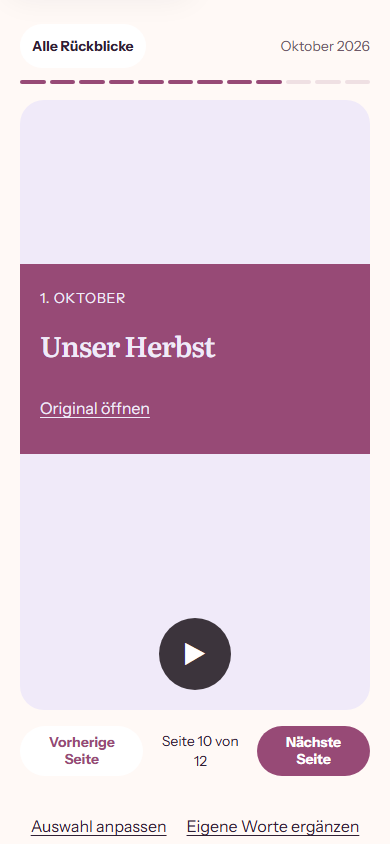 Alle Rückblicke
Oktober 2026
1. OKTOBER
Unser Herbst
Original öffnen
Vorherige
Seite
Seite 10 von
12
Nächste
Seite
Auswahl anpassen
Eigene Worte ergänzen